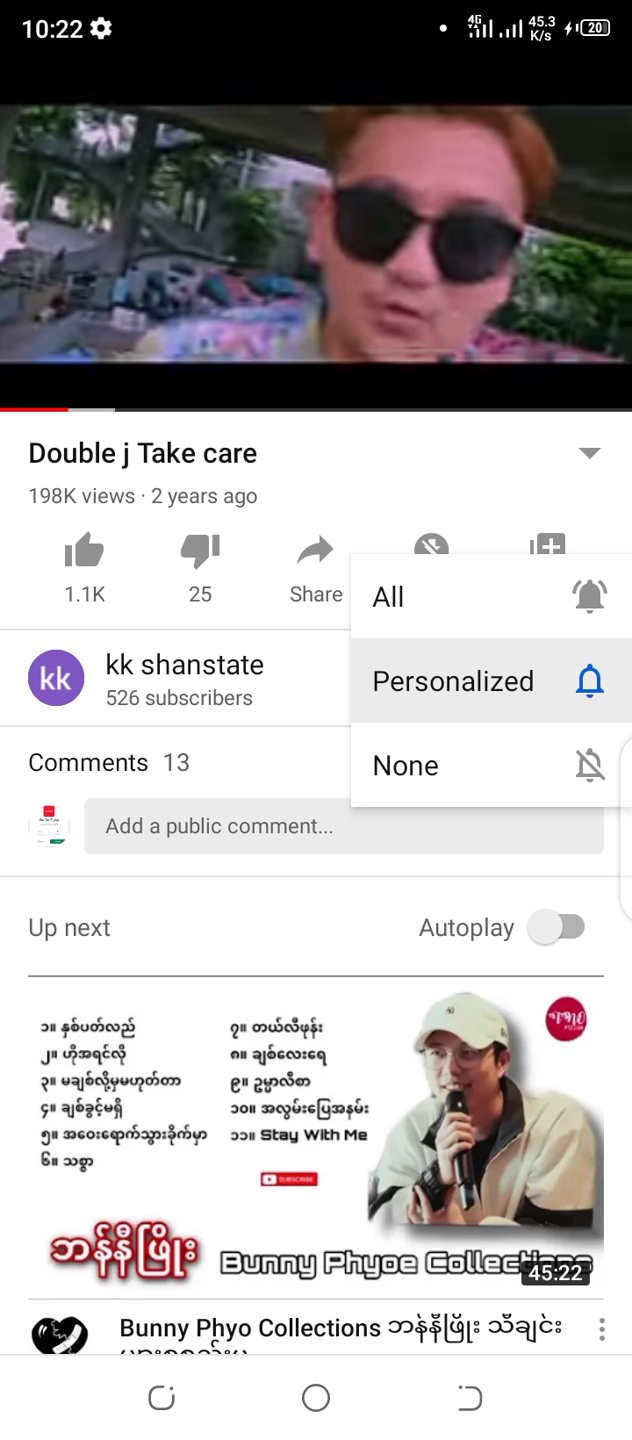 10:22
4G
45.3
K/s
20
Double j Take care
198K views · 2 years ago
1.1K
25
Share
All
Personalized
None
kk
kk shanstate
526 subscribers
Comments 13
Add a public comment...
Up next
Autoplay
၁။ နှစ်ပတ်လည်
၂။ ဟိုအရင်လို
၃။ မချစ်လို့မှမဟုတ်တာ
၄။ ချစ်ခွင့်မရှိ
၅။ အဝေးရောက်သွားခိုက်မှာ
၆။ သစ္စာ
၇။ တယ်လီဖုန်း
၈။ ချစ်လေးရေ
၉။ ဥမ္မာလီစာ
၁၀။ အလွမ်းပြေအနမ်း
၁၁။ Stay With Me
SUBSCRIBE
ဘန်နီဖြိုး
Bunny Phyoe Collections
45:22
Bunny Phyo Collections ဘန်နီဖြိုး သီချင်း